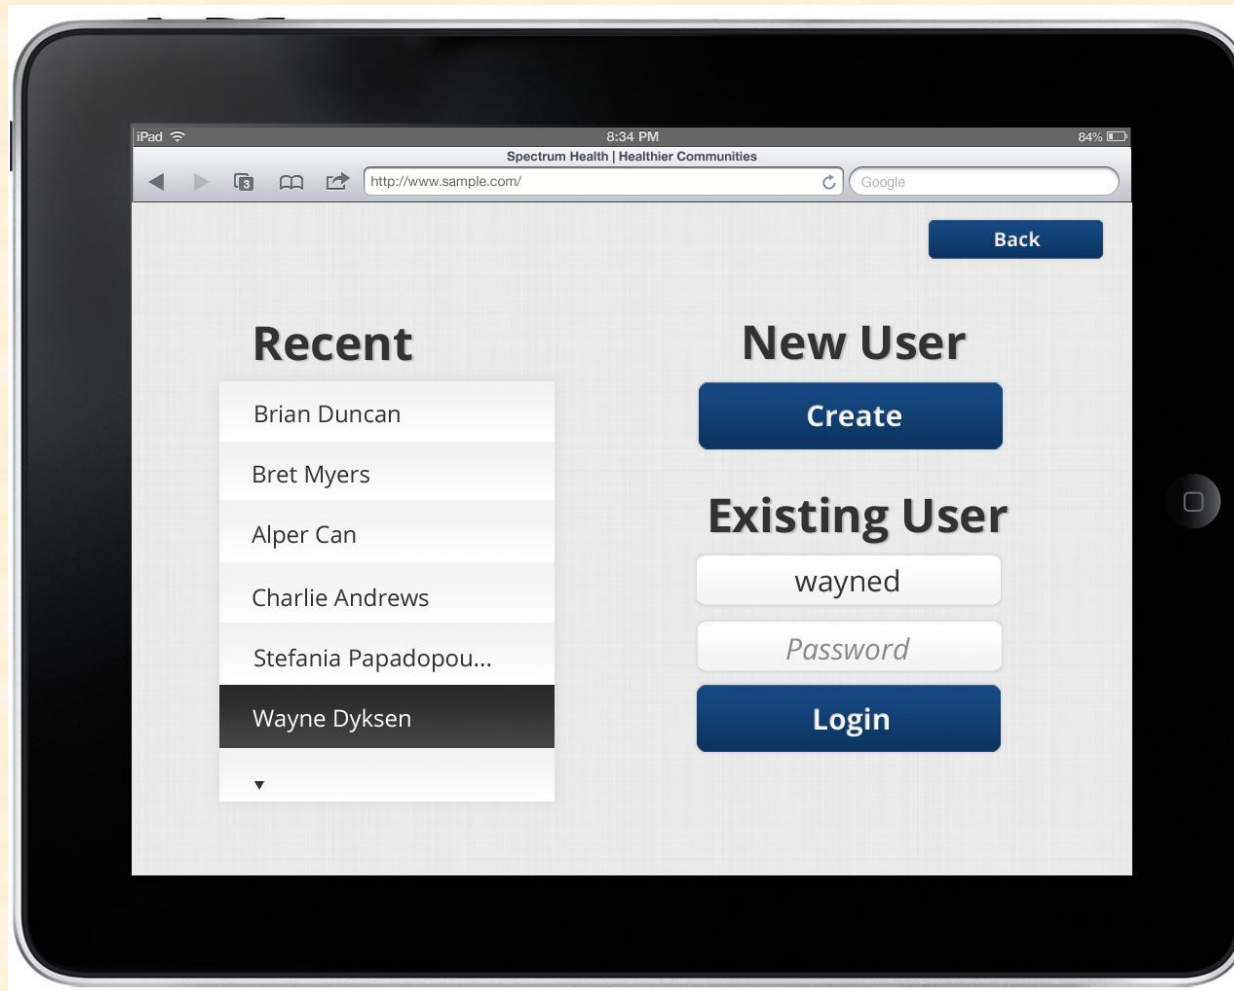 iPad 8:34 PM 84%
Spectrum Health | Healthier Communities
3 http://www.sample.com/ Google
Back
Recent
Brian Duncan
Bret Myers
Alper Can
Charlie Andrews
Stefania Papadopou...
Wayne Dyksen
New User
Create
Existing User
wayned
Password
Login